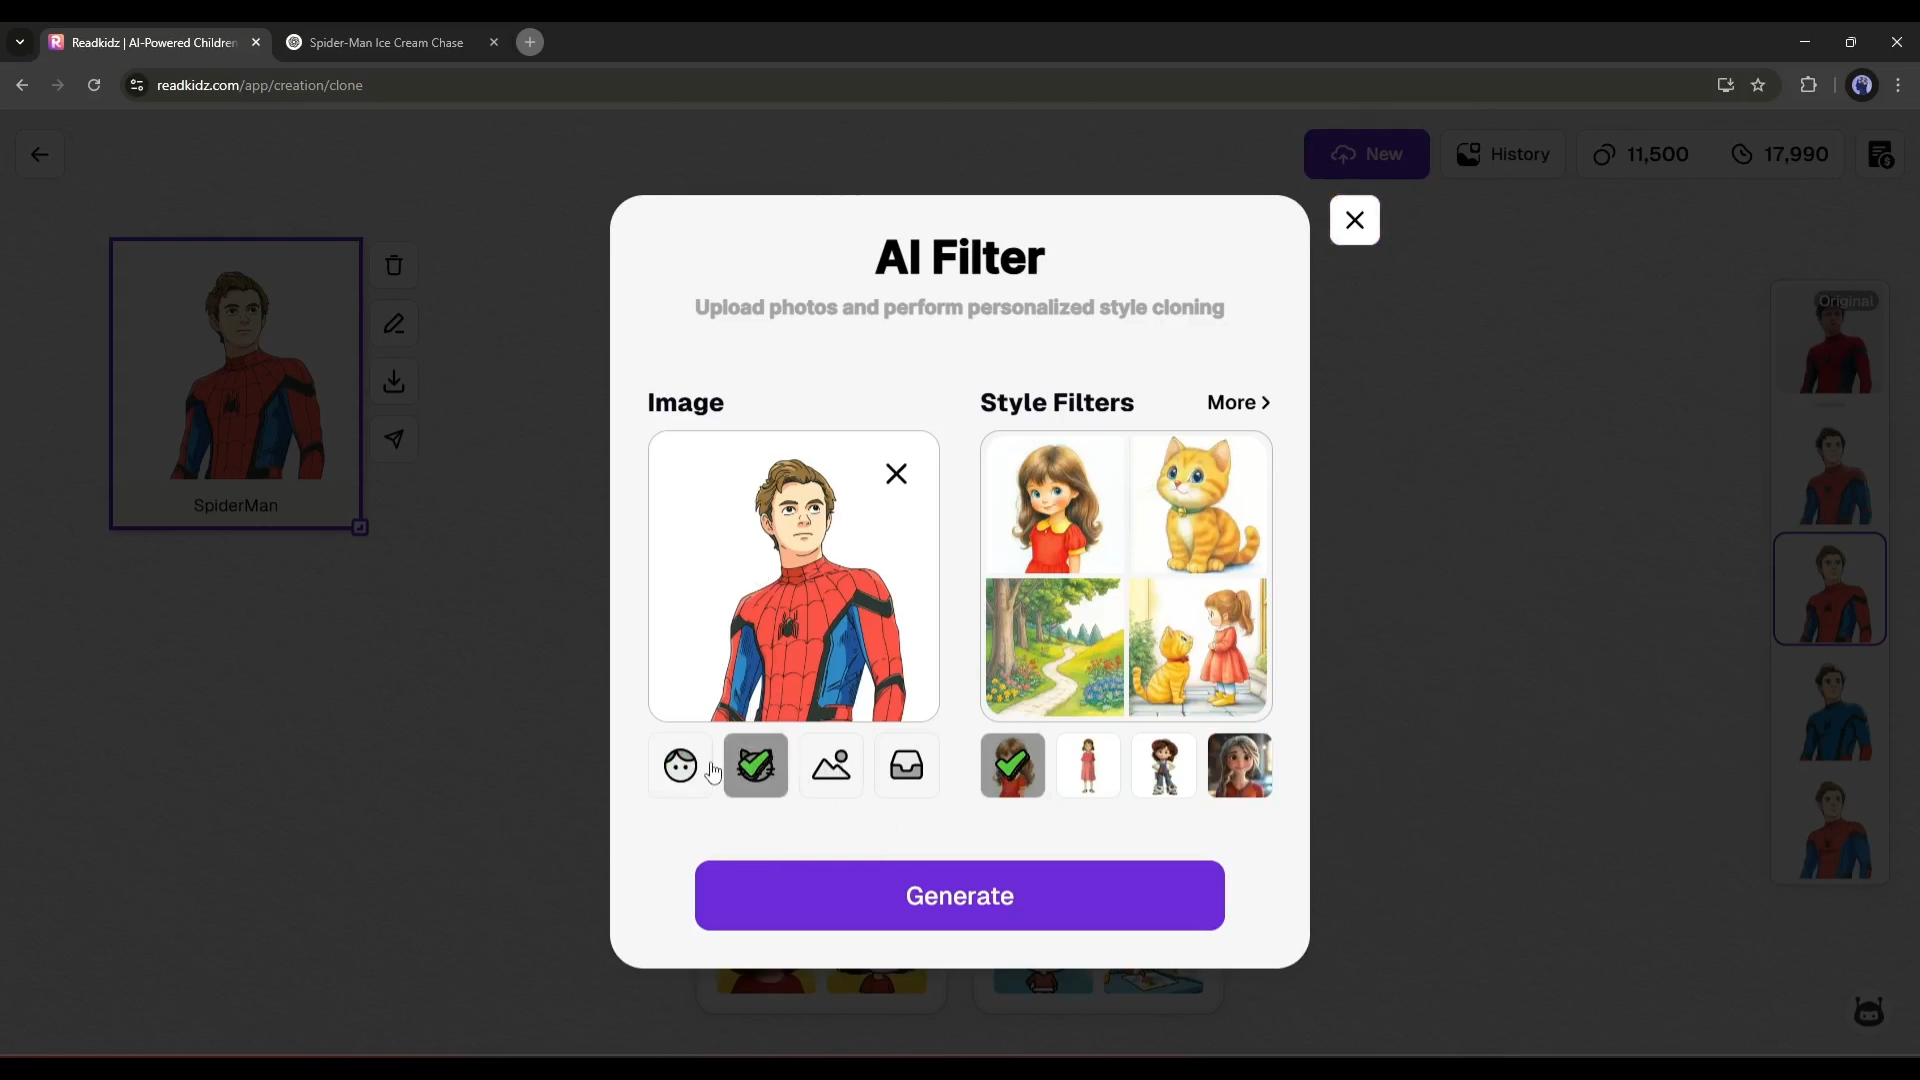 Readkidz | AI-Powered Children
Spider-Man Ice Cream Chase
readkidz.com/app/creation/clone
New
History
11,500
17,990
AI Filter
Upload photos and perform personalized style cloning
Original
Image
Style Filters
More >
SpiderMan
Generate